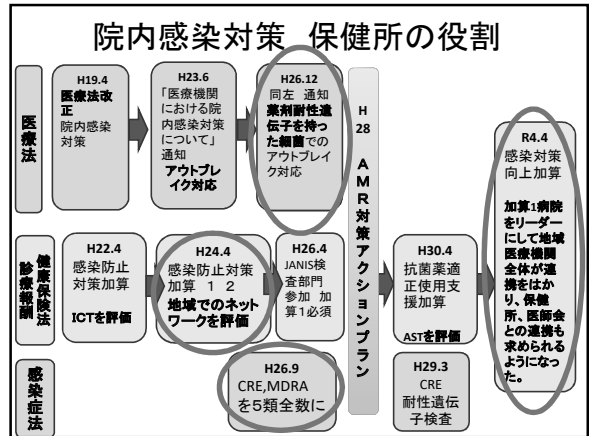 院内感染対策 保健所の役割
医療法
H19.4
医療法改
正
院内感染
対策
H23.6
「医療機関
における院
内感染対策
について」
通知
アウトブレ
イク対応
H26.12
同左 通知
薬剤耐性遺
伝子を持っ
た細菌での
アウトブレイ
ク対応
H28 AMR対策アクションプラン
R4.4
感染対策
向上加算
加算1病院
をリーダー
にして地域
医療機関
全体が連
携をはか
り、保健
所、医師会
との連携も
求められる
ようになっ
た。
健康保険法
診療報酬
H22.4
感染防止
対策加算
ICTを評価
H24.4
感染防止対策
加算 1 2
地域でのネット
ワークを評価
H26.4
JANIS検
査部門
参加 加
算1必須
H30.4
抗菌薬適
正使用支
援加算
ASTを評価
感染症法
H26.9
CRE,MDRA
を5類全数に
H29.3
CRE
耐性遺伝
子検査